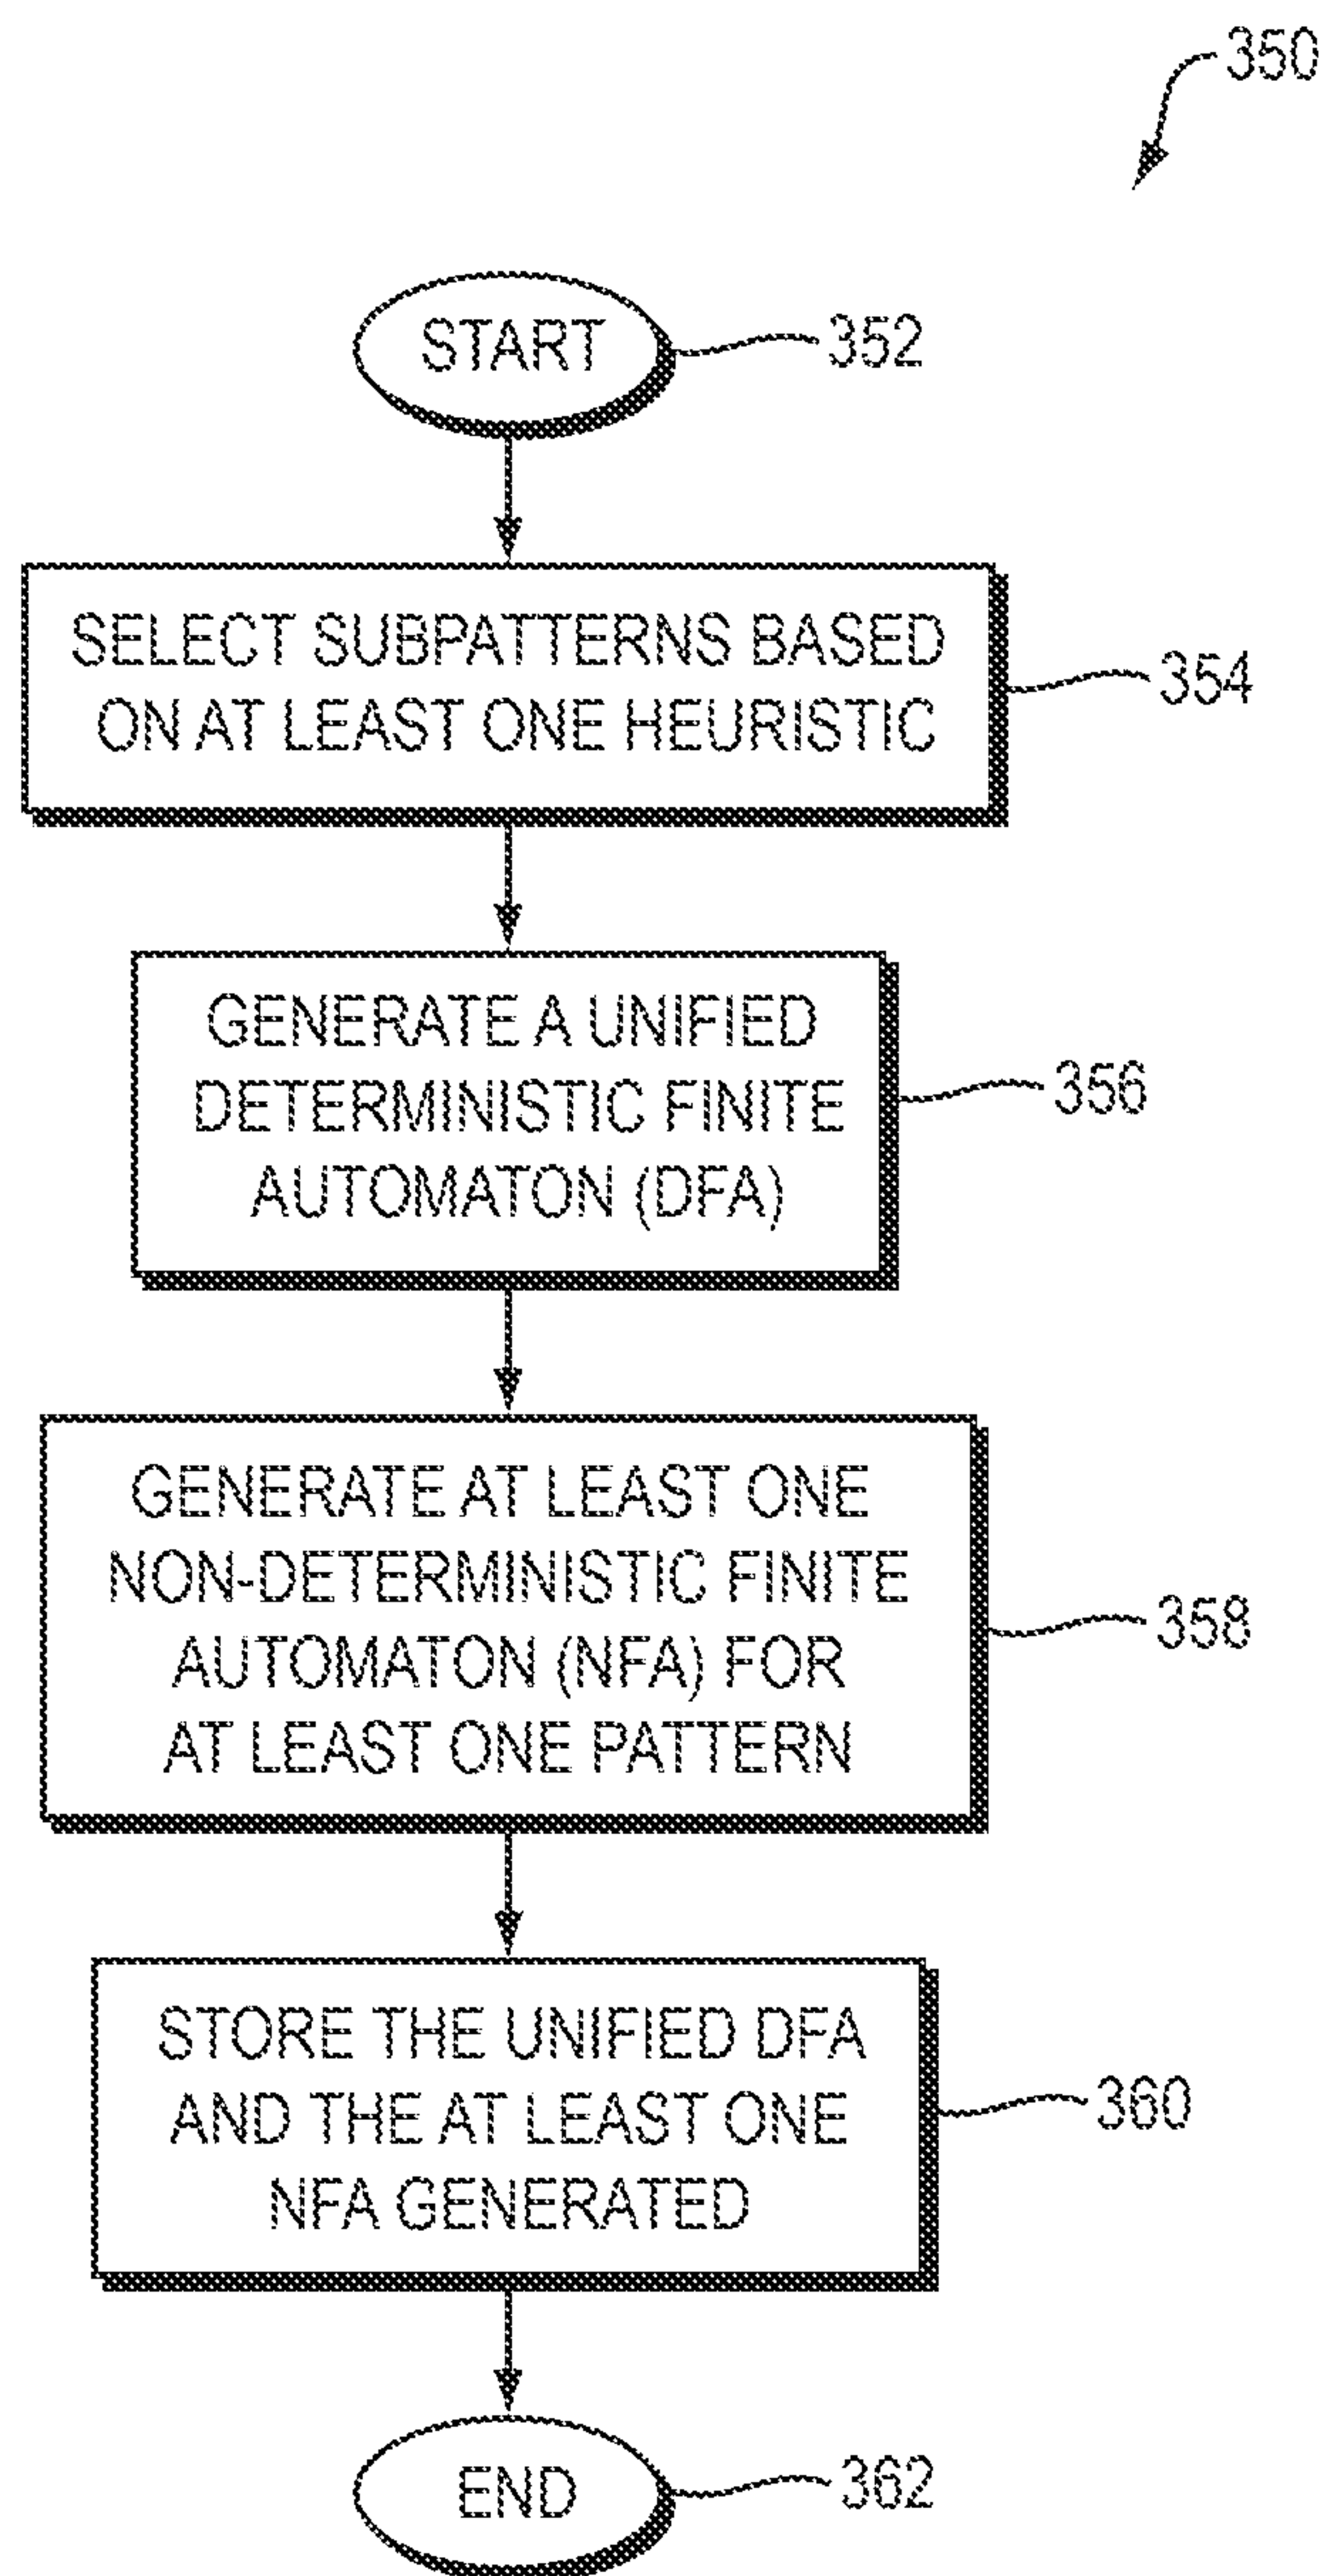 350
START
352
SELECT SUBPATTERNS BASED
ON AT LEAST ONE HEURISTIC
354
GENERATE A UNIFIED
DETERMINISTIC FINITE
AUTOMATON (DFA)
356
GENERATE AT LEAST ONE
NON-DETERMINISTIC FINITE
AUTOMATON (NFA) FOR
AT LEAST ONE PATTERN
358
STORE THE UNIFIED DFA
AND THE AT LEAST ONE
NFA GENERATED
360
END
362